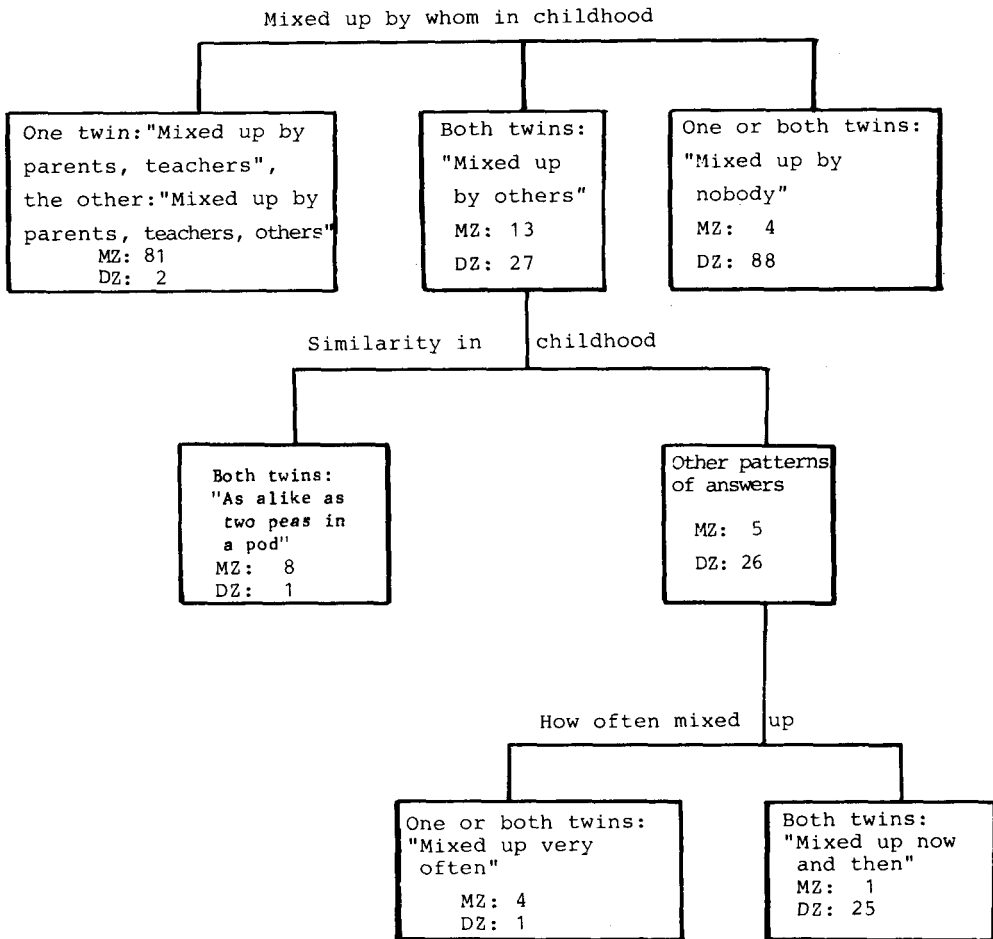 Mixed up by whom in childhood
One twin:"Mixed up by
parents, teachers",
the other:"Mixed up by
parents, teachers, others"
MZ: 81
DZ: 2
Both twins:
"Mixed up
by others"
MZ: 13
DZ: 27
One or both twins:
"Mixed up by
nobody"
MZ: 4
DZ: 88
Similarity in childhood
Both twins:
"As alike as
two peas in
a pod"
MZ: 8
DZ: 1
Other patterns
of answers
MZ: 5
DZ: 26
How often mixed up
One or both twins:
"Mixed up very
often"
MZ: 4
DZ: 1
Both twins:
"Mixed up now
and then"
MZ: 1
DZ: 25